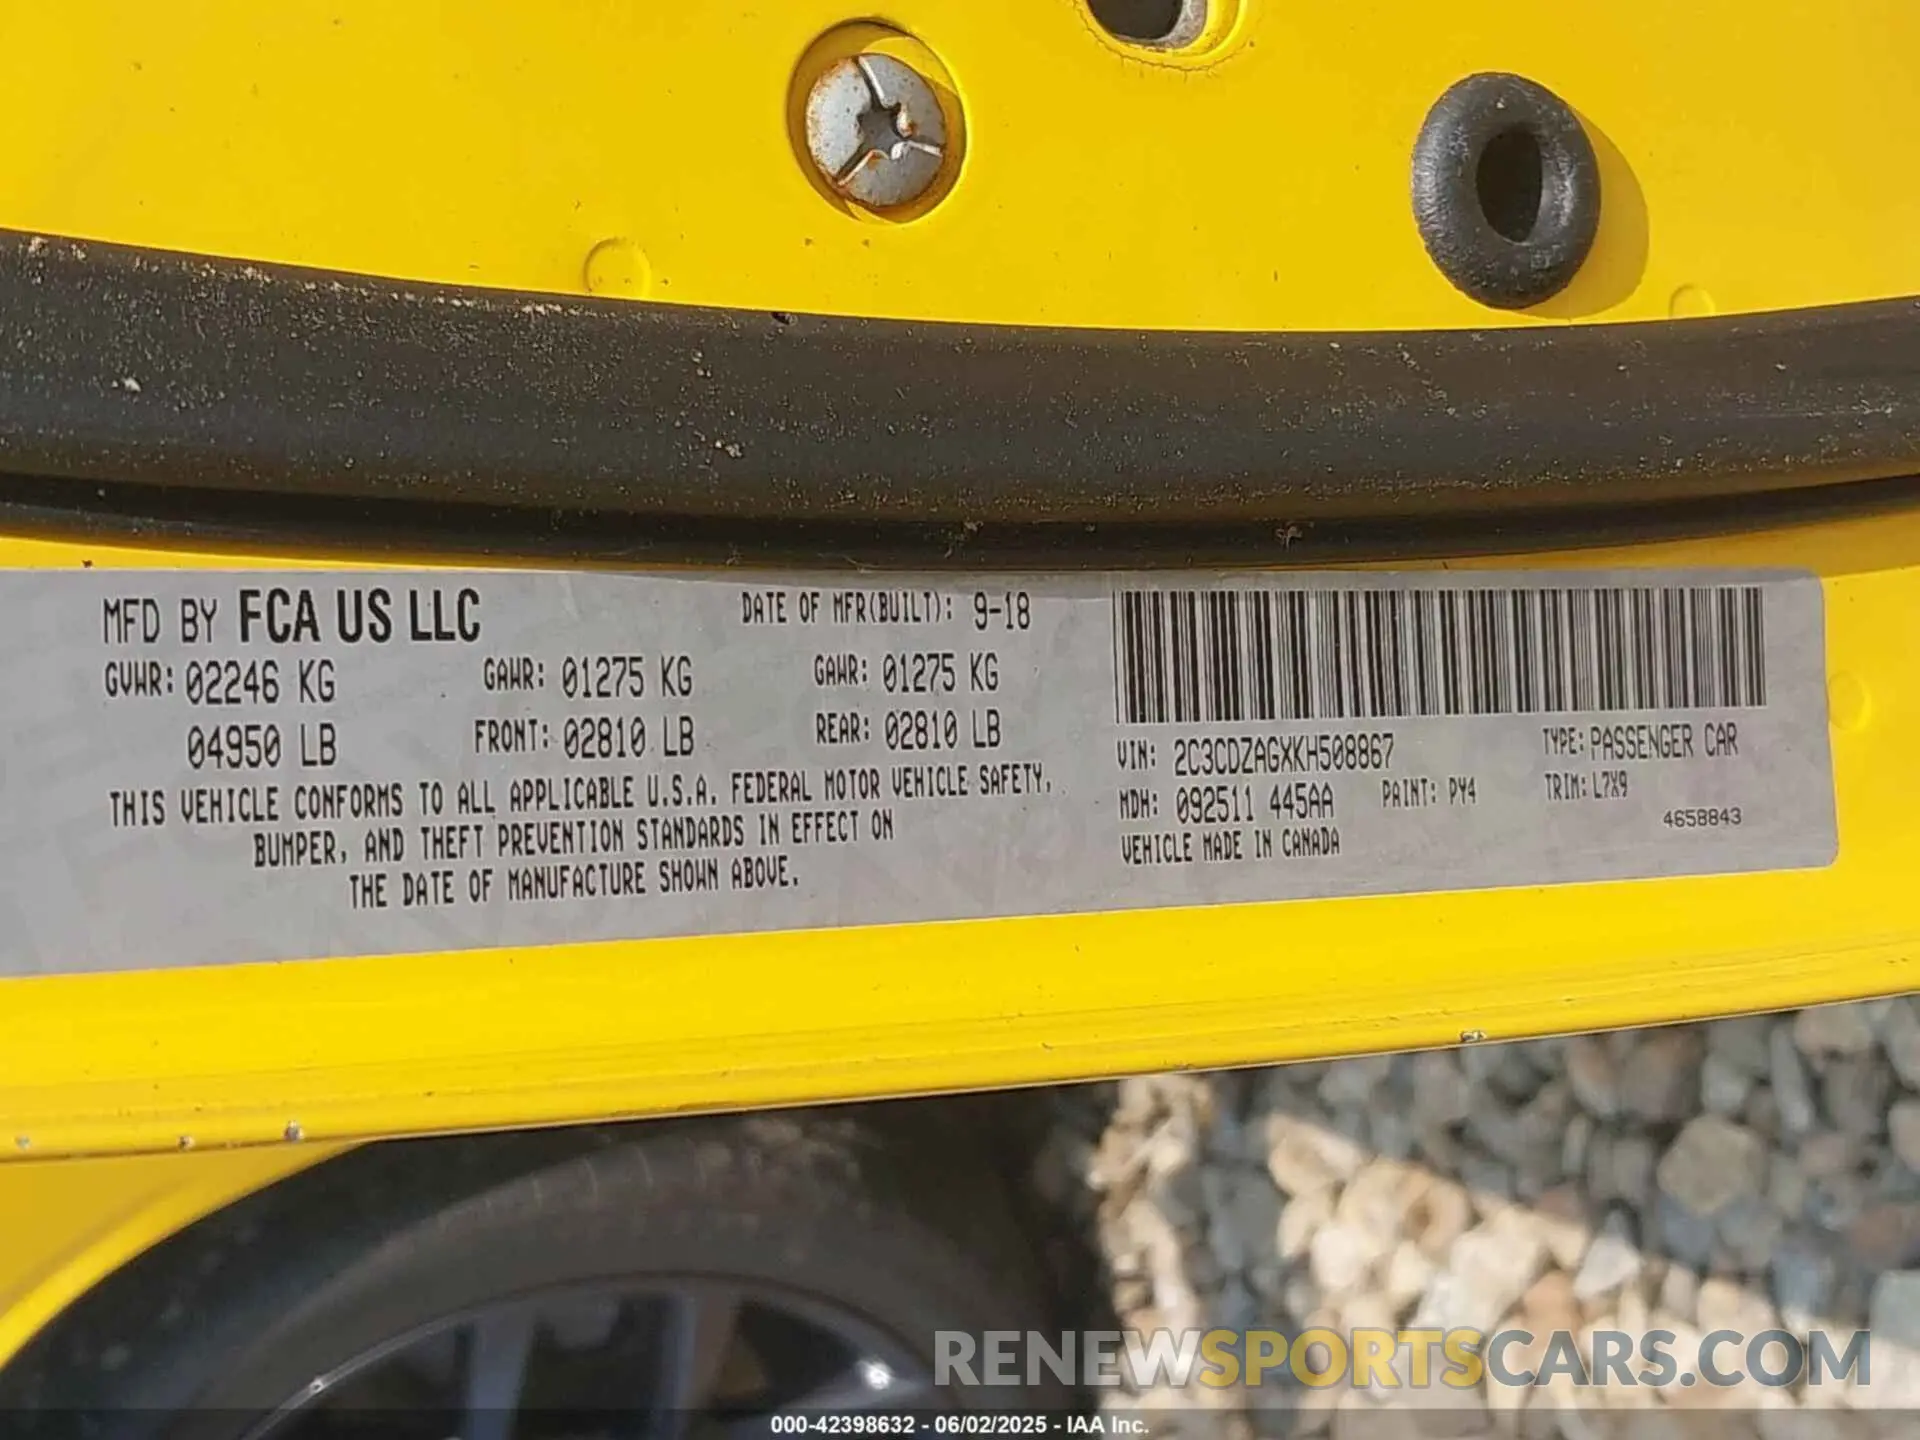 MFD BY FCA US LLC
DATE OF MFR(BUILT): 9-18
GVWR: 02246 KG
GAWR: 01275 KG
GAWR: 01275 KG
04950 LB
FRONT: 02810 LB
REAR: 02810 LB
THIS VEHICLE CONFORMS TO ALL APPLICABLE U.S.A. FEDERAL MOTOR VEHICLE SAFETY,
BUMPER, AND THEFT PREVENTION STANDARDS IN EFFECT ON
THE DATE OF MANUFACTURE SHOWN ABOVE.
VIN: 2C3CDZAGXKH508867
TYPE: PASSENGER CAR
MDH: 092511 445AA
PAINT: PY4
TRIM: L7X9
VEHICLE MADE IN CANADA
4658843
RENEWSPORTSCARS.COM
000-42398632 - 06/02/2025 - IAA Inc.